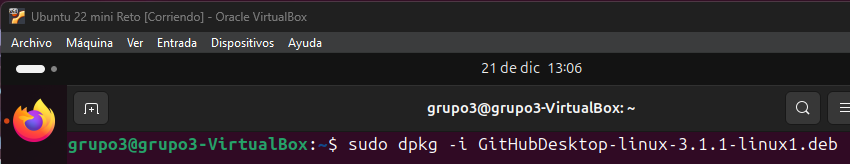 Ubuntu 22 mini Reto [Corriendo] - Oracle VirtualBox
Archivo Máquina Ver Entrada Dispositivos Ayuda
21 de dic 13:06
grupo3@grupo3-VirtualBox: ~
grupo3@grupo3-VirtualBox:~$ sudo dpkg -i GitHubDesktop-linux-3.1.1-linux1.deb